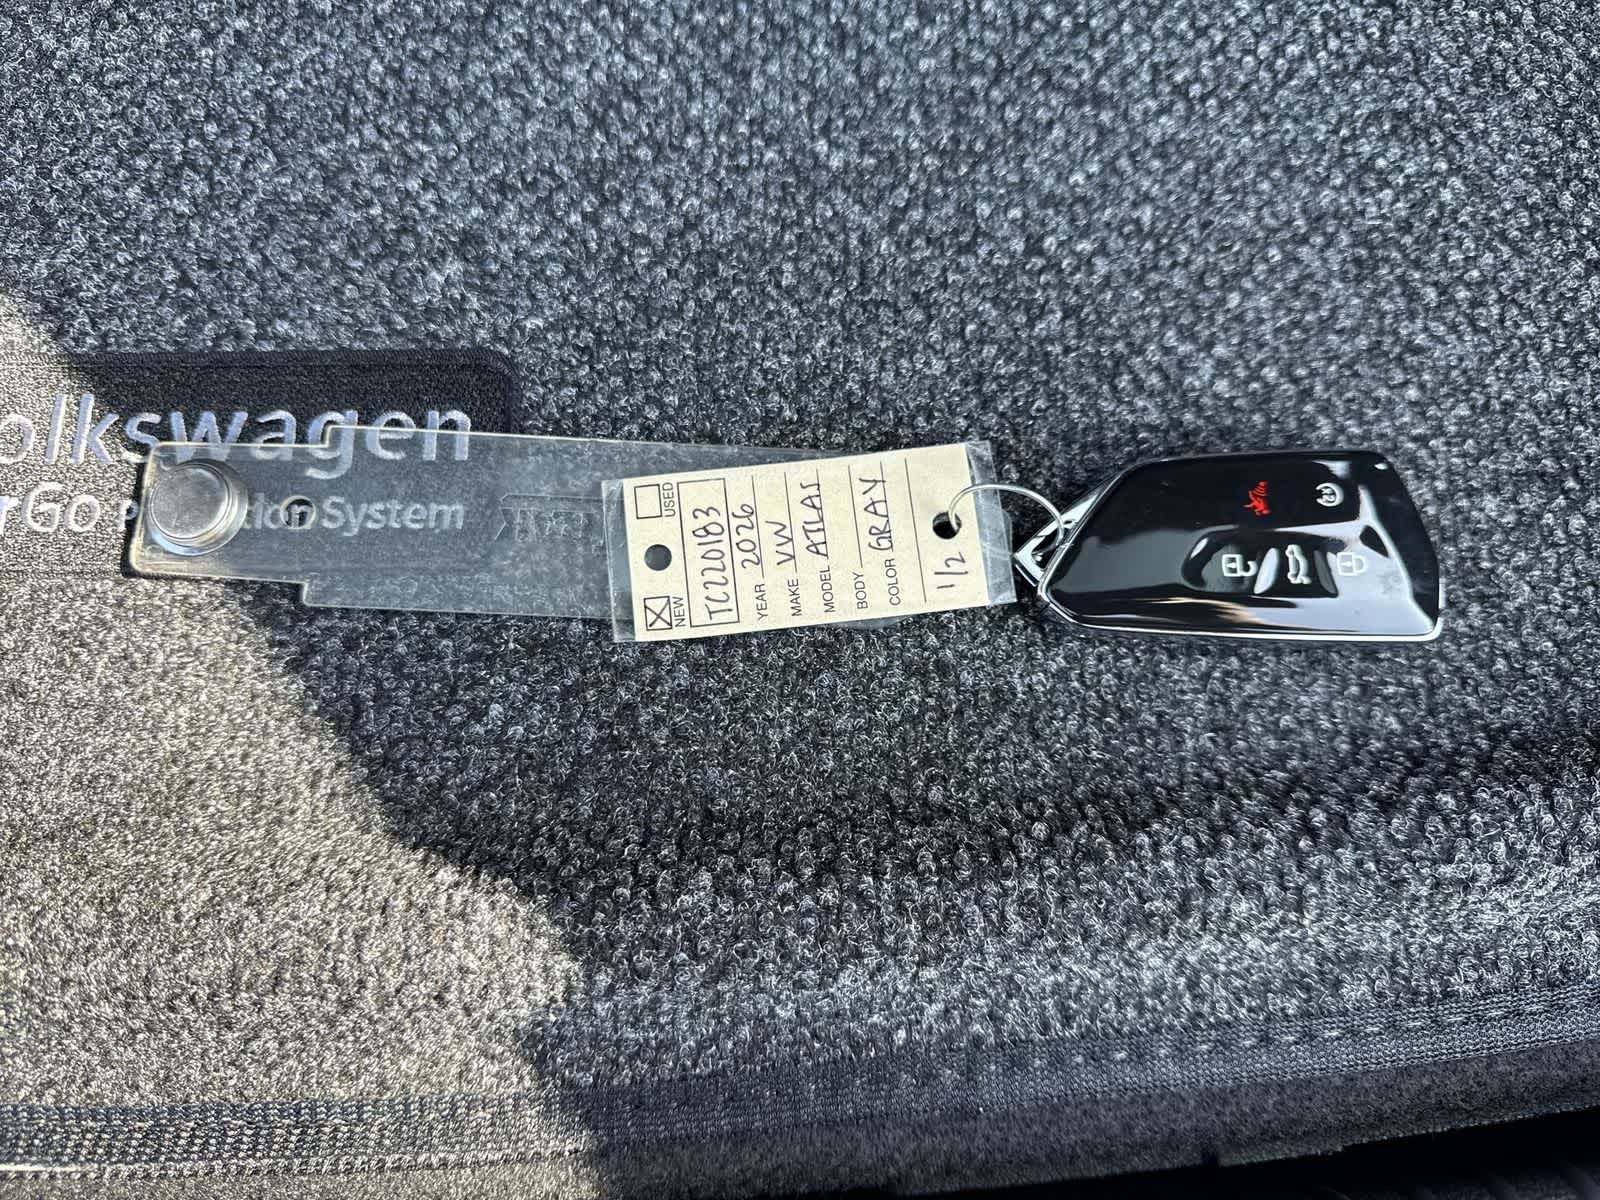 olkswagen
rGo P tion System
USED
NEW
TC220183
YEAR 2026
MAKE VW
MODEL ATLAS
BODY
COLOR GRAY
1/2